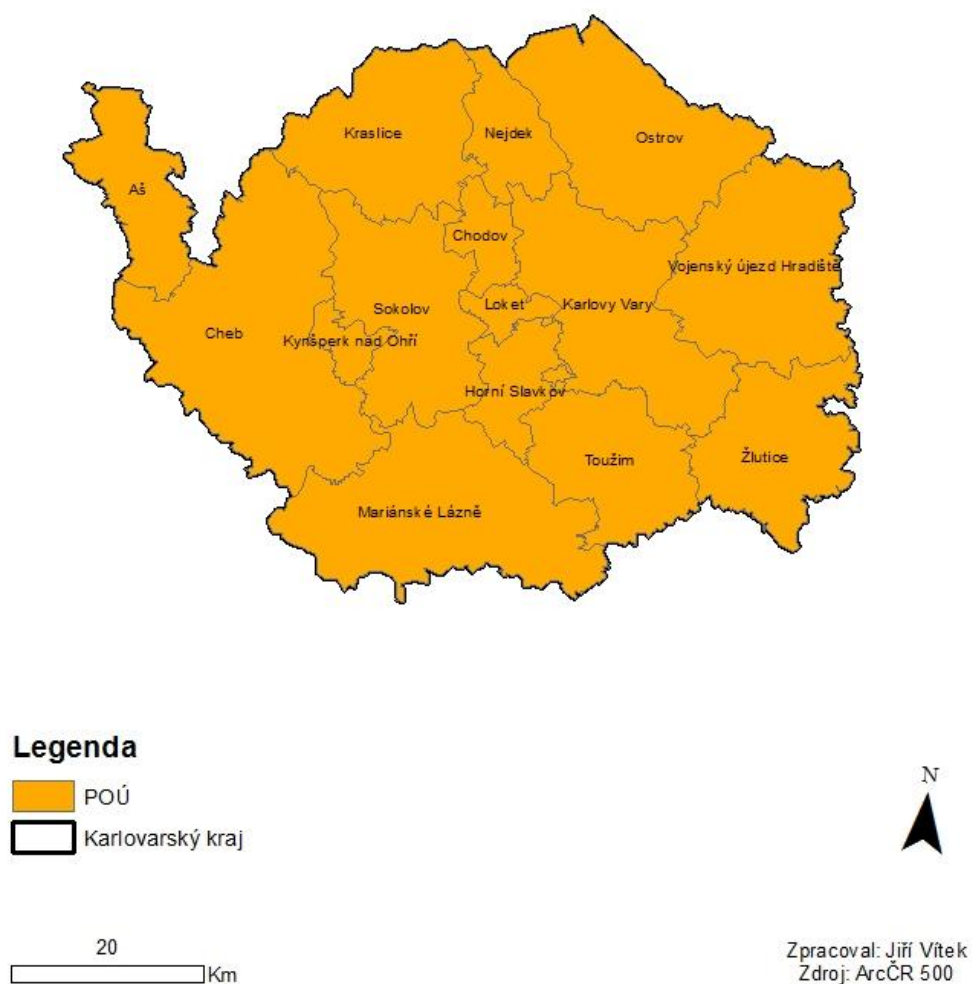 Kraslice
Nejdek
Ostrov
Aš
Chodov
Vojenský újezd Hradiště
Sokolov
Loket
Karlovy Vary
Cheb
Kynšperk nad Ohří
Horní Slavkov
Toužim
Žlutice
Mariánské Lázně
Legenda
POÚ
Karlovarský kraj
N
20
Km
Zpracoval: Jiří Vítek
Zdroj: ArcČR 500